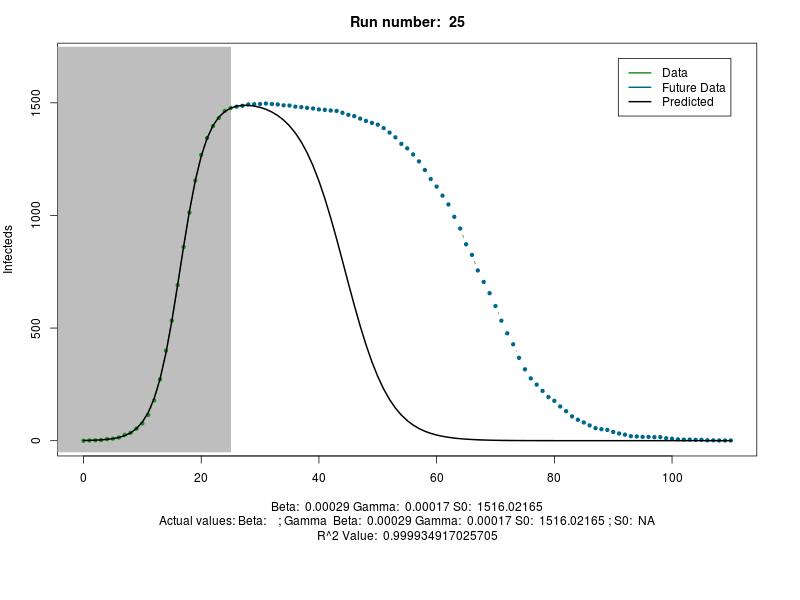 Run number: 25
Data
Future Data
Predicted
1500
1000
500
0
Infecteds
0 20 40 60 80 100
Beta: 0.00029 Gamma: 0.00017 S0: 1516.02165
Actual values: Beta: ; Gamma Beta: 0.00029 Gamma: 0.00017 S0: 1516.02165 ; S0: NA
R^2 Value: 0.999934917025705